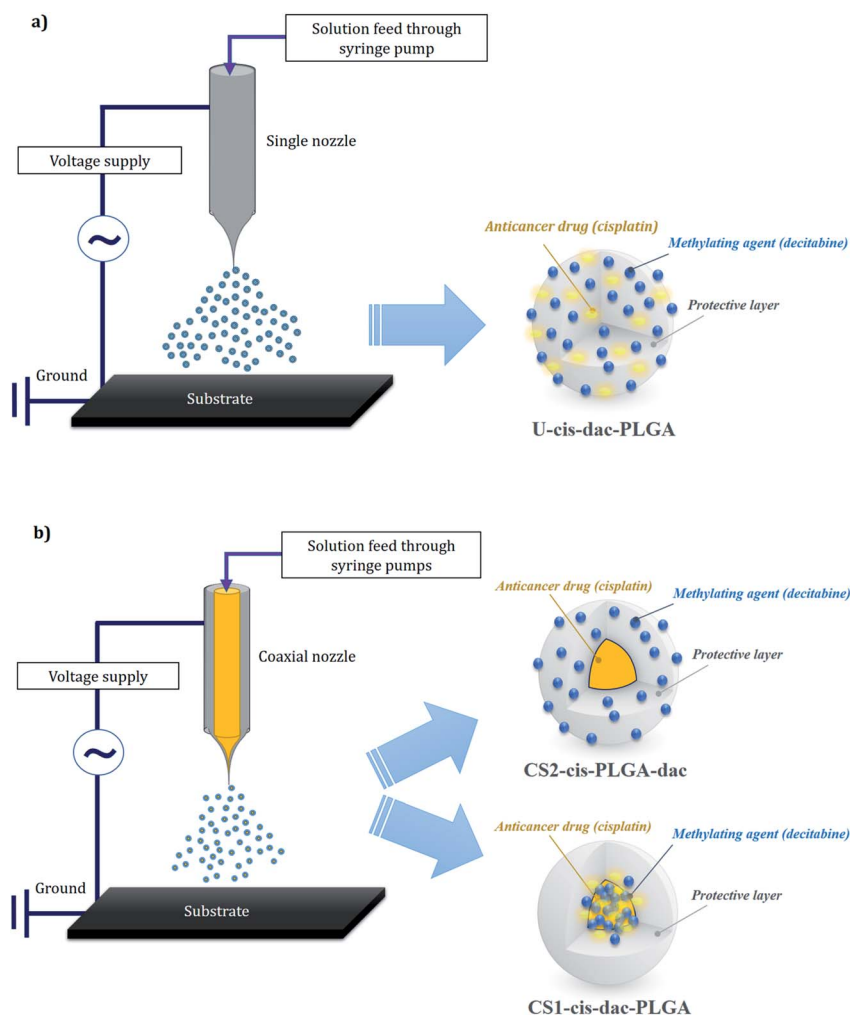 a)
Solution feed through
syringe pump
Single nozzle
Voltage supply
Anticancer drug (cisplatin)
Methylating agent (decitabine)
Protective layer
Ground
Substrate
U-cis-dac-PLGA
b)
Solution feed through
syringe pumps
Coaxial nozzle
Voltage supply
Anticancer drug (cisplatin)
Methylating agent (decitabine)
Protective layer
CS2-cis-PLGA-dac
Anticancer drug (cisplatin)
Methylating agent (decitabine)
Protective layer
Ground
Substrate
CS1-cis-dac-PLGA